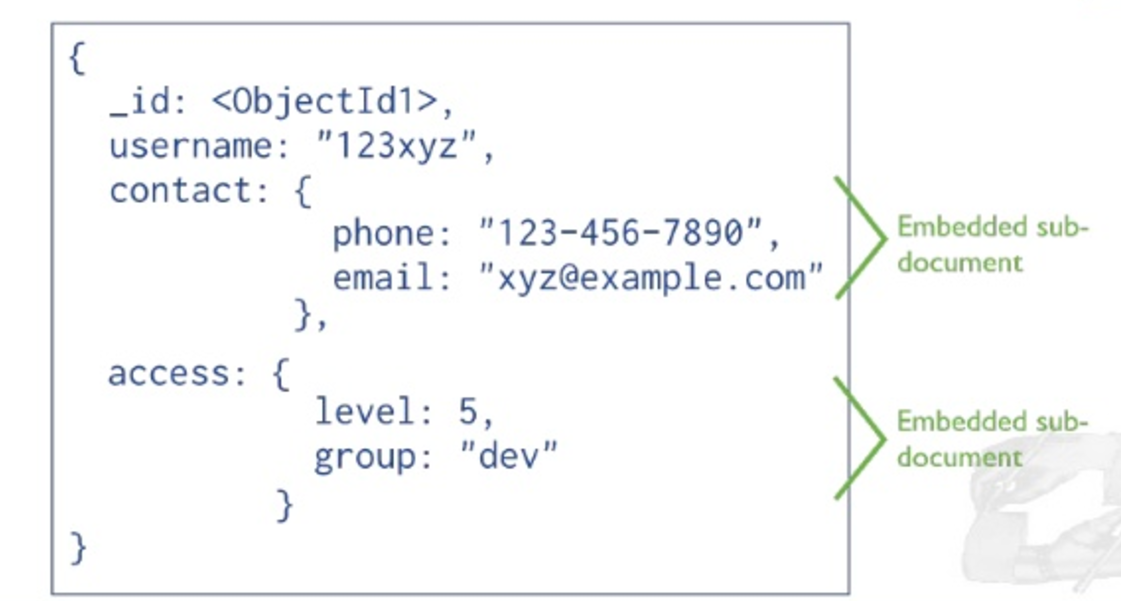 {
_id: <ObjectId1>,
username: "123xyz",
contact: {
phone: "123-456-7890",
email: "xyz@example.com"
},
access: {
level: 5,
group: "dev"
}
}
Embedded sub-
document
Embedded sub-
document